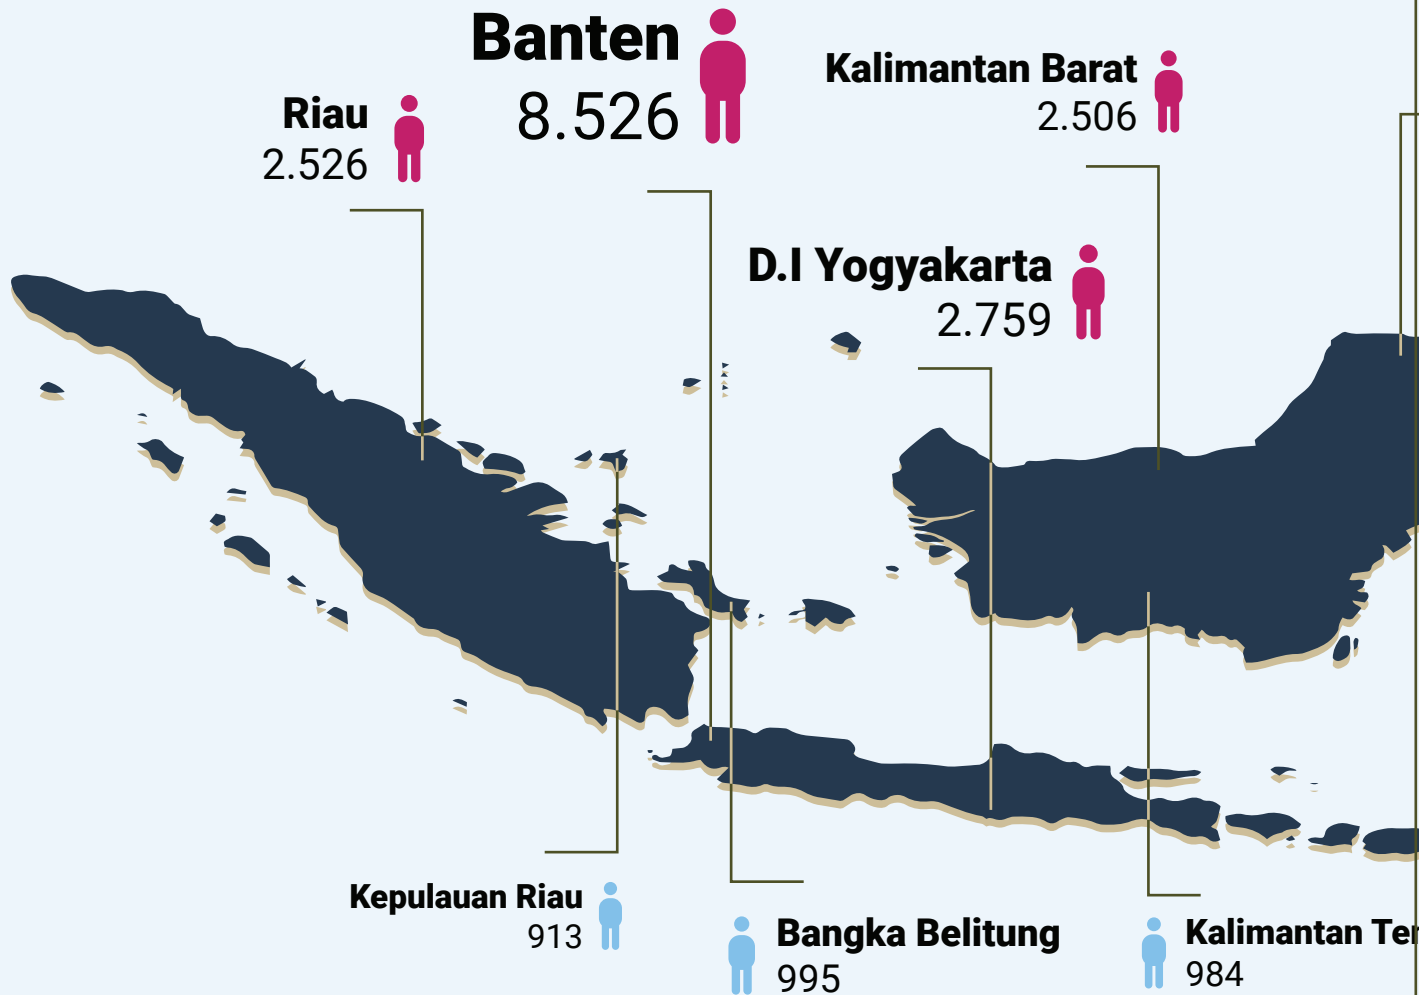 Banten
8.526
Kalimantan Barat
2.506
Riau
2.526
D.I Yogyakarta
2.759
Kepulauan Riau
913
Bangka Belitung
995
Kalimantan
984